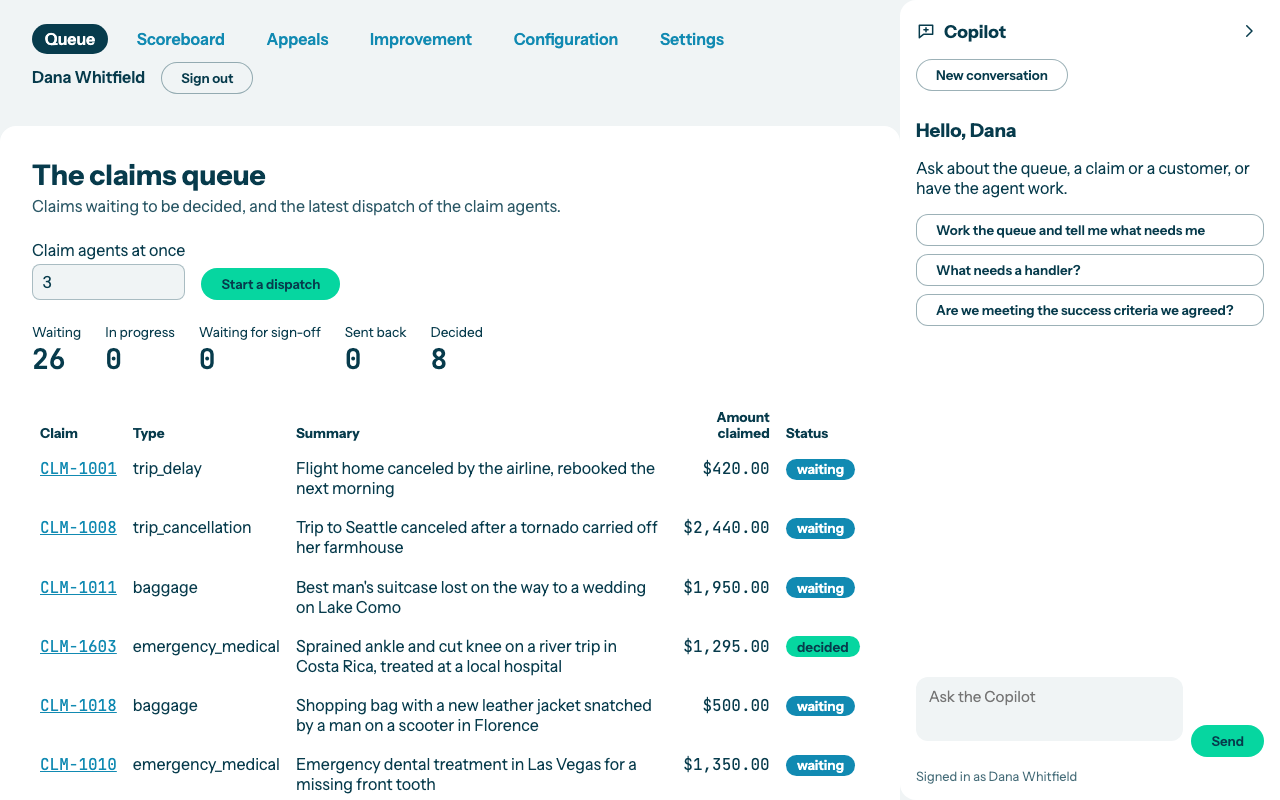 Queue Scoreboard Appeals Improvement Configuration Settings
Dana Whitfield Sign out
The claims queue
Claims waiting to be decided, and the latest dispatch of the claim agents.
Claim agents at once
3 Start a dispatch
Waiting In progress Waiting for sign-off Sent back Decided
26 0 0 0 8
Claim Type Summary Amount claimed Status
CLM-1001 trip_delay Flight home canceled by the airline, rebooked the $420.00 waiting
next morning
CLM-1008 trip_cancellation Trip to Seattle canceled after a tornado carried off $2,440.00 waiting
her farmhouse
CLM-1011 baggage Best man's suitcase lost on the way to a wedding $1,950.00 waiting
on Lake Como
CLM-1603 emergency_medical Sprained ankle and cut knee on a river trip in $1,295.00 decided
Costa Rica, treated at a local hospital
CLM-1018 baggage Shopping bag with a new leather jacket snatched $500.00 waiting
by a man on a scooter in Florence
CLM-1010 emergency_medical Emergency dental treatment in Las Vegas for a $1,350.00 waiting
missing front tooth
Copilot
New conversation
Hello, Dana
Ask about the queue, a claim or a customer, or
have the agent work.
Work the queue and tell me what needs me
What needs a handler?
Are we meeting the success criteria we agreed?
Ask the Copilot
Send
Signed in as Dana Whitfield